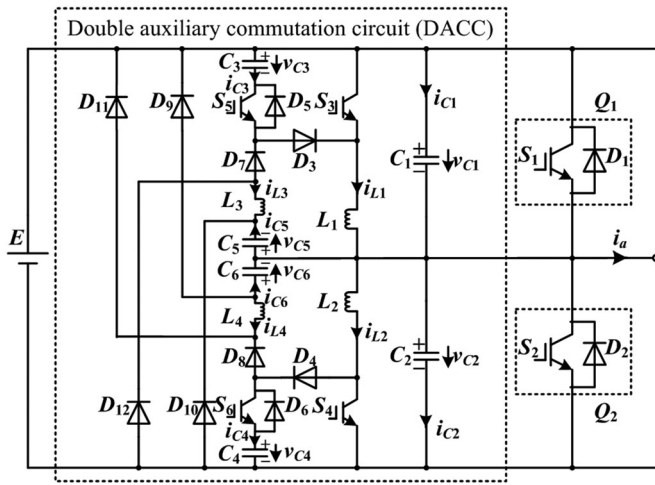 Double auxiliary commutation circuit (DACC)
C3 + − vC3
iC3
D11 D9 S5 D5 S3 iC1 Q1
D7 D3 C1 + − vC1 S1 D1
iL3 iL1
L3 L1
iC5
E C5 − + vC5 ia
C6 − + vC6
iC6 L2
L4 iL4 iL2 S2 D2
D8 D4 C2 + − vC2
D12 D10 S6 D6 S4 Q2
iC4 iC2
C4 + − vC4